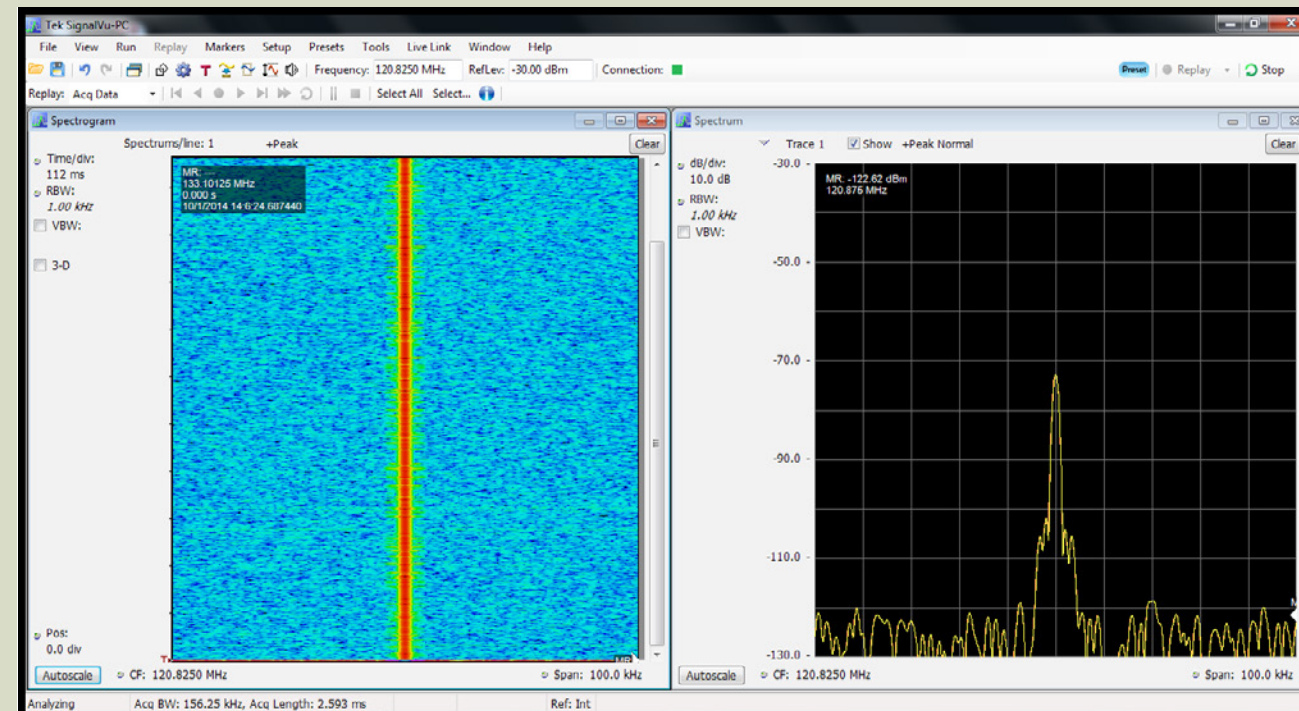 Tek SignalVu-PC
File View Run Replay Markers Setup Presets Tools Live Link Window Help
Frequency: 120.8250 MHz RefLev: -30.00 dBm Connection: Preset Replay Stop
Replay: Acq Data Select All Select...
Spectrogram
Spectrums/line: 1 +Peak Clear
Time/div:
112 ms
RBW:
1.00 kHz
VBW:
3-D
MR: ---
133.10125 MHz
0.000 s
10/1/2014 14:6:24.687440
Pos:
0.0 div
MR
Autoscale CF: 120.8250 MHz Span: 100.0 kHz
Spectrum
Trace 1 Show +Peak Normal Clear
dB/div:
10.0 dB
RBW:
1.00 kHz
VBW:
MR: -122.62 dBm
120.875 MHz
-30.0
-50.0
-70.0
-90.0
-110.0
-130.0
Autoscale CF: 120.8250 MHz Span: 100.0 kHz
Analyzing Acq BW: 156.25 kHz, Acq Length: 2.593 ms Ref: Int